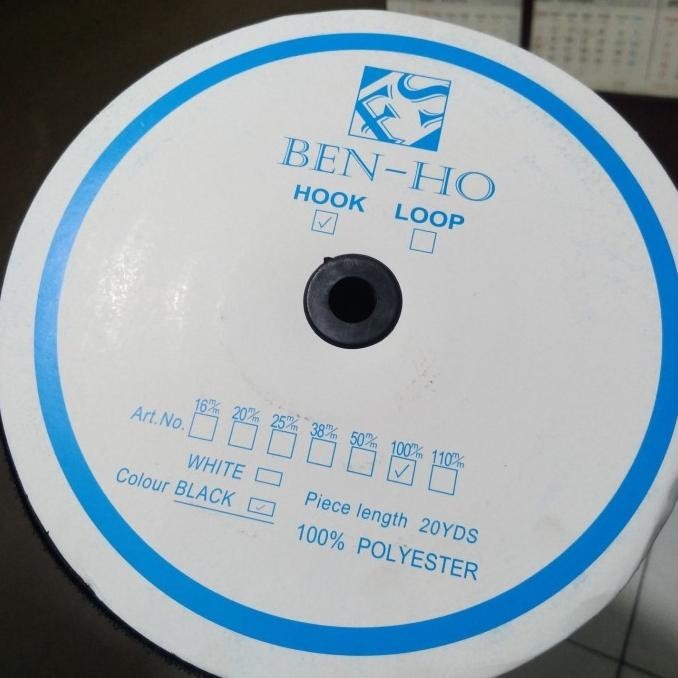 BEN-HO
HOOK LOOP
16m/m 20m/m 25m/m 38m/m 50m/m 100m/m 110m/m
Art.No.
WHITE
Colour BLACK
Piece length 20YDS
100% POLYESTER